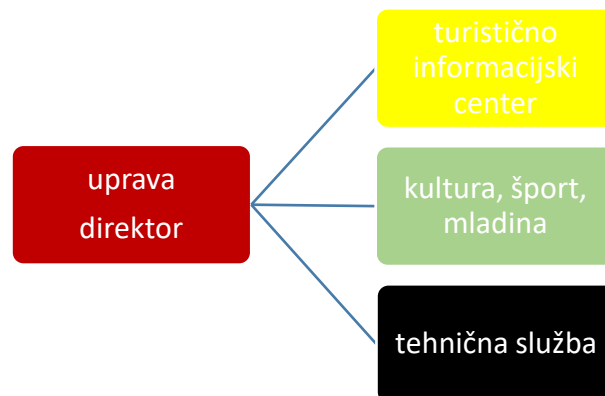 uprava
direktor
turistično
informacijski
center
kultura, šport,
mladina
tehnična služba